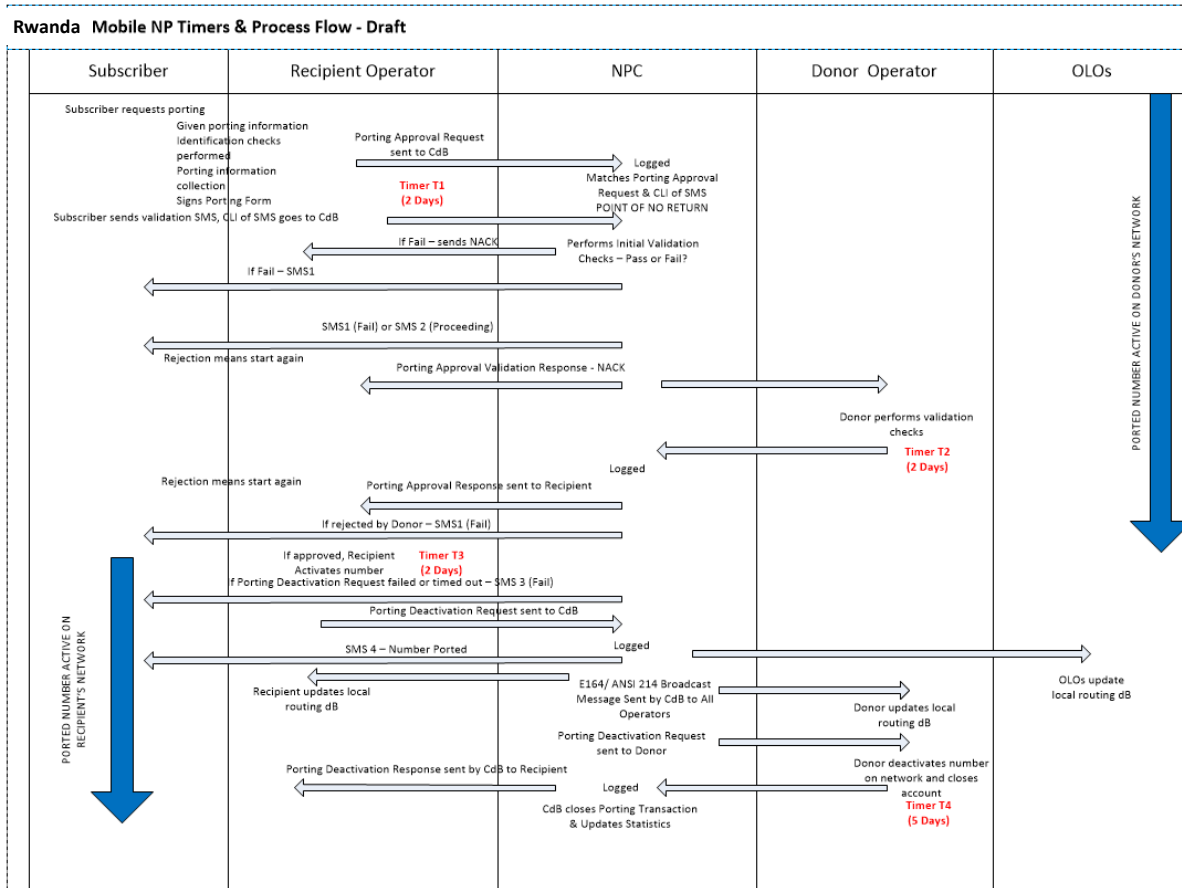 Rwanda Mobile NP Timers & Process Flow - Draft
Subscriber
Recipient Operator
NPC
Donor Operator
OLOs
Subscriber requests porting
Given porting information
Identification checks
performed
Porting information
collection
Signs Porting Form
Porting Approval Request
sent to CdB
Timer T1
(2 Days)
Logged
Matches Porting Approval
Request & CLI of SMS
POINT OF NO RETURN
Subscriber sends validation SMS, CLI of SMS goes to CdB
If Fail – sends NACK
Performs Initial Validation
Checks – Pass or Fail?
If Fail – SMS1
SMS1 (Fail) or SMS 2 (Proceeding)
Rejection means start again
Porting Approval Validation Response - NACK
Donor performs validation
checks
Timer T2
(2 Days)
Logged
Rejection means start again
Porting Approval Response sent to Recipient
If rejected by Donor – SMS1 (Fail)
If approved, Recipient
Activates number
Timer T3
(2 Days)
If Porting Deactivation Request failed or timed out – SMS 3 (Fail)
Porting Deactivation Request sent to CdB
Logged
SMS 4 – Number Ported
Recipient updates local
routing dB
E164/ ANSI 214 Broadcast
Message Sent by CdB to All
Operators
Donor updates local
routing dB
OLOs update
local routing dB
Porting Deactivation Request
sent to Donor
Porting Deactivation Response sent by CdB to Recipient
Logged
Donor deactivates number
on network and closes
account
Timer T4
(5 Days)
CdB closes Porting Transaction
& Updates Statistics
PORTED NUMBER ACTIVE ON
RECIPIENT'S NETWORK
PORTED NUMBER ACTIVE ON DONOR'S NETWORK